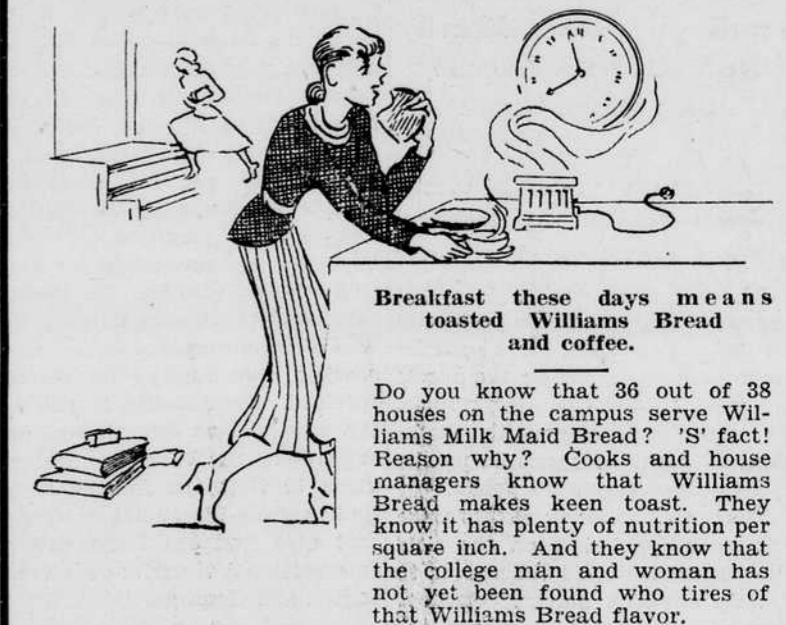 Breakfast these days means
toasted Williams Bread
and coffee.
Do you know that 36 out of 38
houses on the campus serve Wil-
liams Milk Maid Bread? 'S' fact!
Reason why? Cooks and house
managers know that Williams
Bread makes keen toast. They
know it has plenty of nutrition per
square inch. And they know that
the college man and woman has
not yet been found who tires of
that Williams Bread flavor.